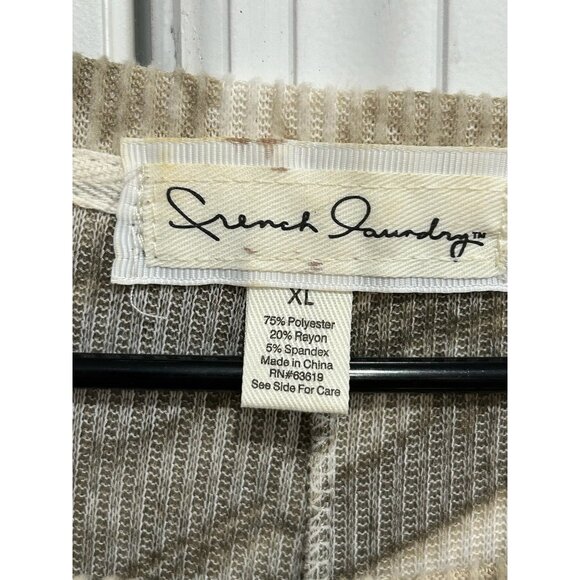 French Laundry™
XL
75% Polyester
20% Rayon
5% Spandex
Made in China
RN#63619
See Side For Care